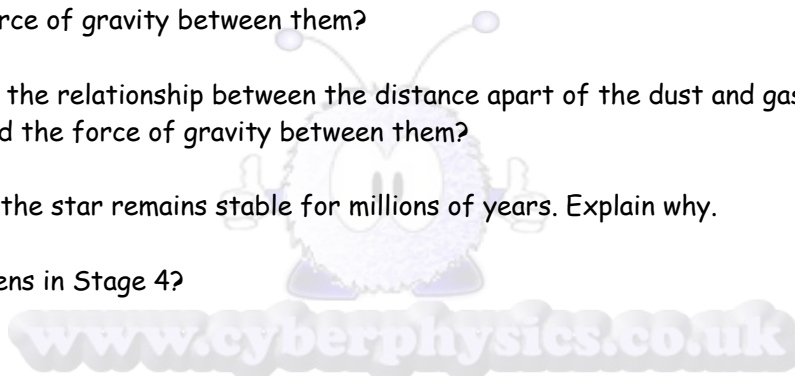 rce of gravity between them?
the relationship between the distance apart of the dust and gas
d the force of gravity between them?
the star remains stable for millions of years. Explain why.
ens in Stage 4?
www.cyberphysics.co.uk